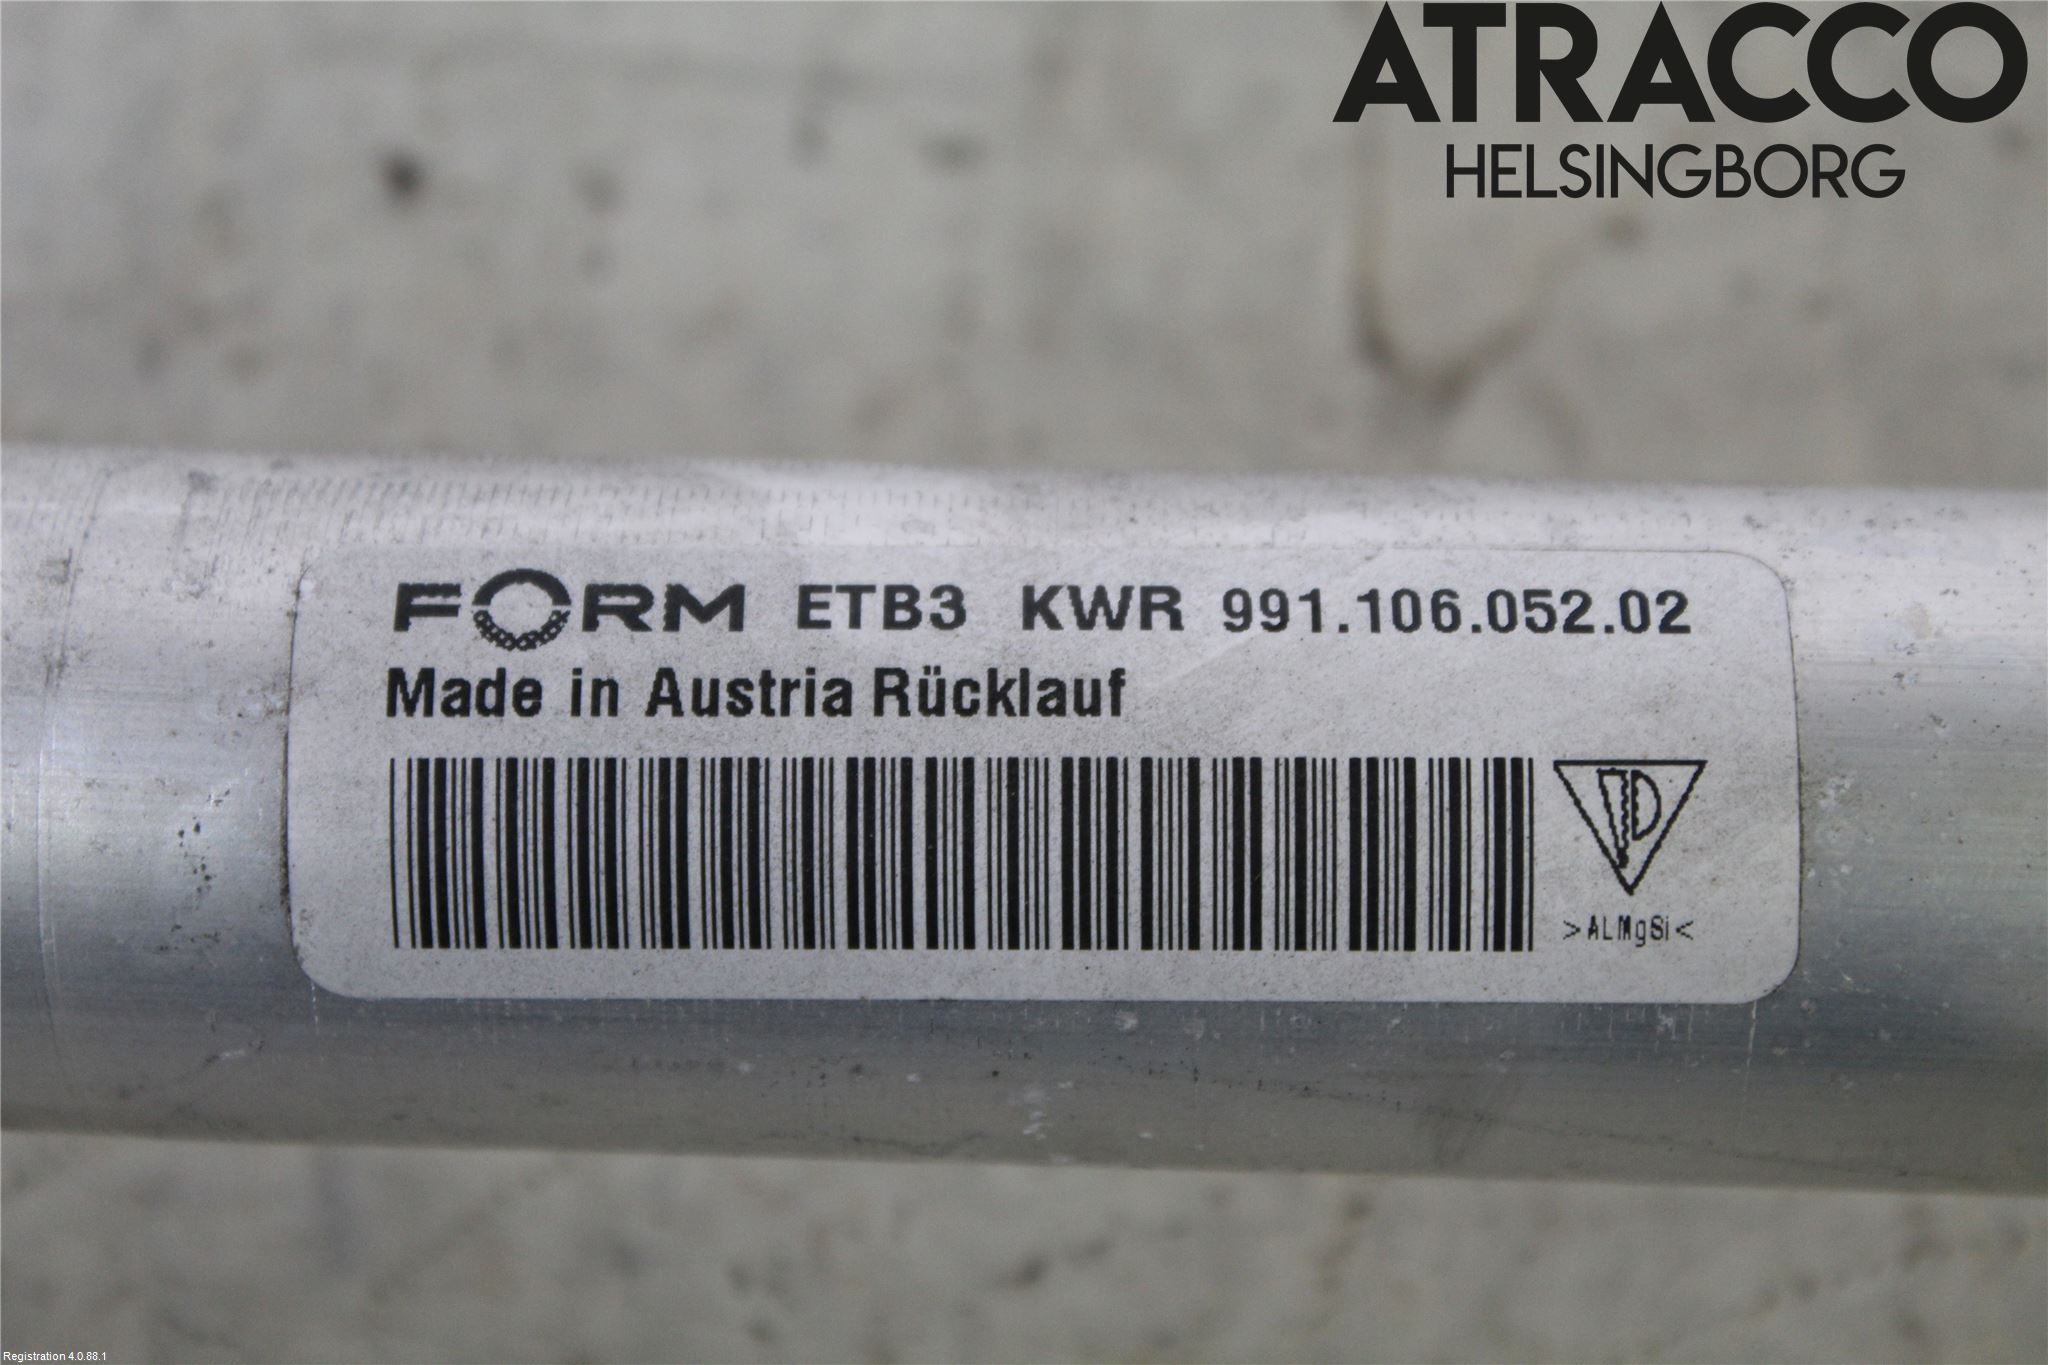 ATRACCO
HELSINGBORG
FORM ETB3 KWR 991.106.052.02
Made in Austria Rücklauf
>ALMgSi<
Registration 4.0.88.1